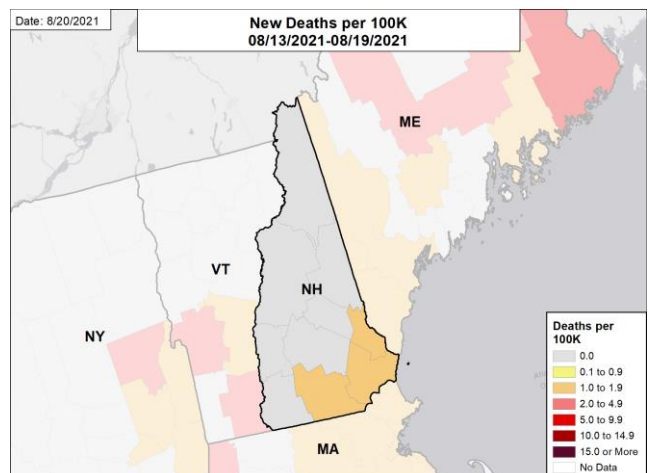 Date: 8/20/2021
New Deaths per 100K
08/13/2021-08/19/2021
ME
VT
NH
NY
MA
Deaths per
100K
0.0
0.1 to 0.9
1.0 to 1.9
2.0 to 4.9
5.0 to 9.9
10.0 to 14.9
15.0 or More
No Data